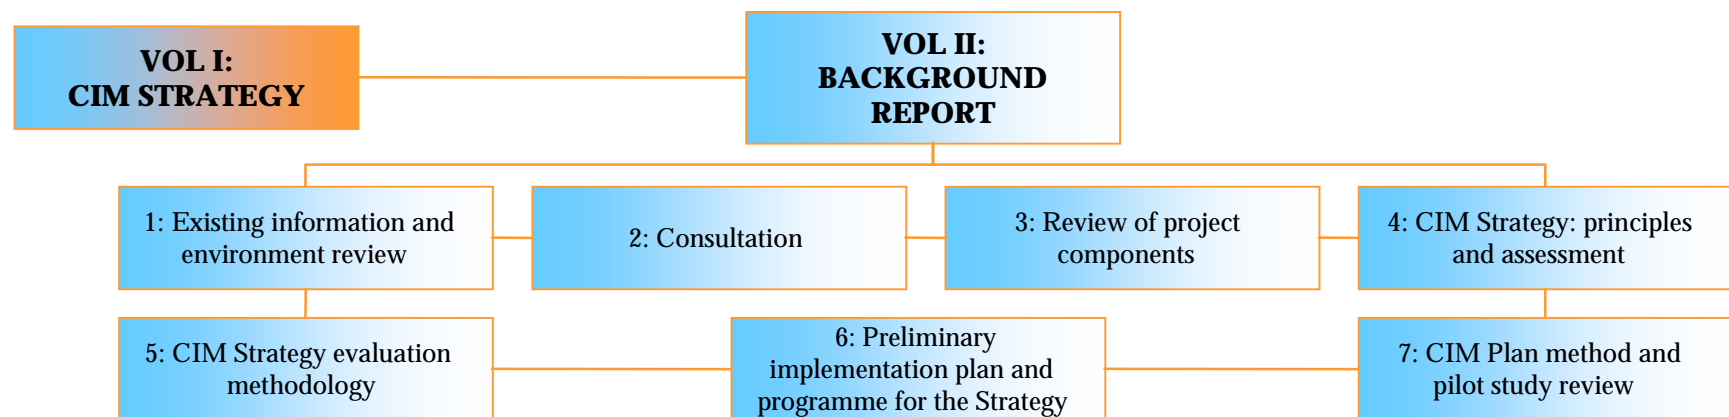 VOL I:
CIM STRATEGY
VOL II:
BACKGROUND
REPORT
1: Existing information and
environment review
2: Consultation
3: Review of project
components
4: CIM Strategy: principles
and assessment
5: CIM Strategy evaluation
methodology
6: Preliminary
implementation plan and
programme for the Strategy
7: CIM Plan method and
pilot study review